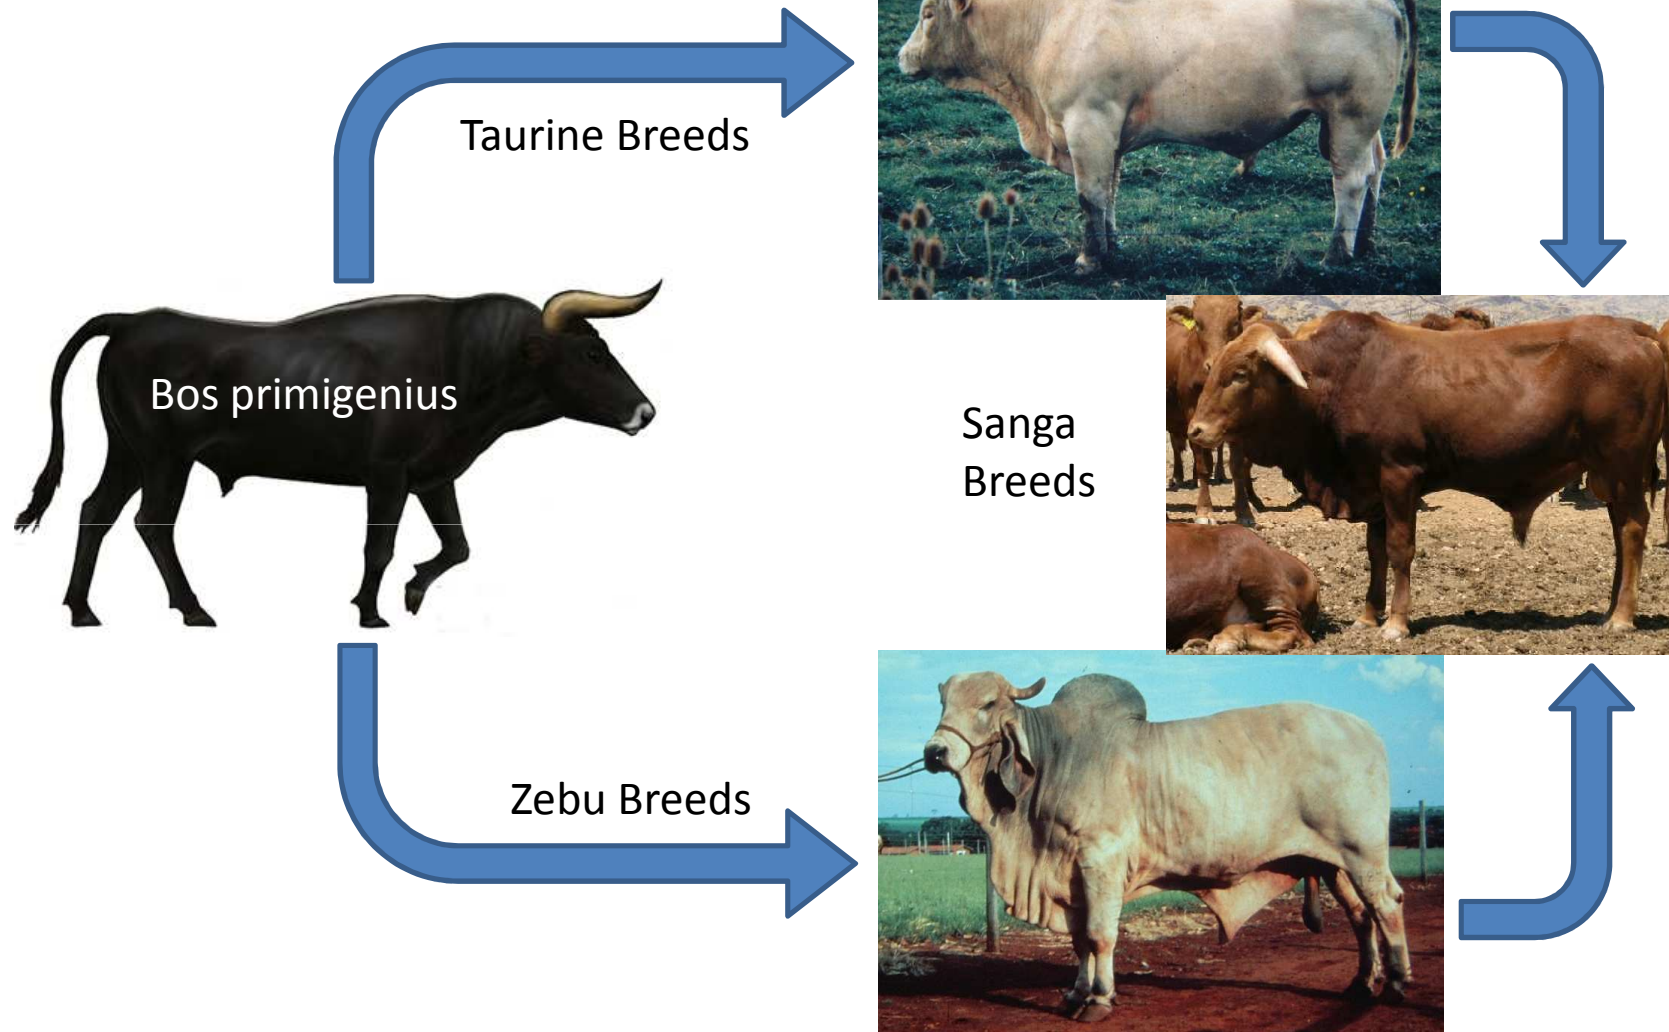 Taurine Breeds
Bos primigenius
Sanga
Breeds
Zebu Breeds